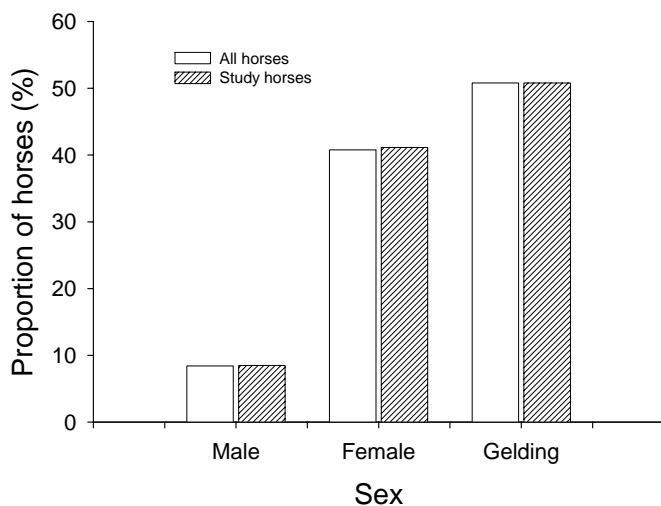 Proportion of horses (%)
60
50
40
30
20
10
0
All horses
Study horses
Male Female Gelding
Sex